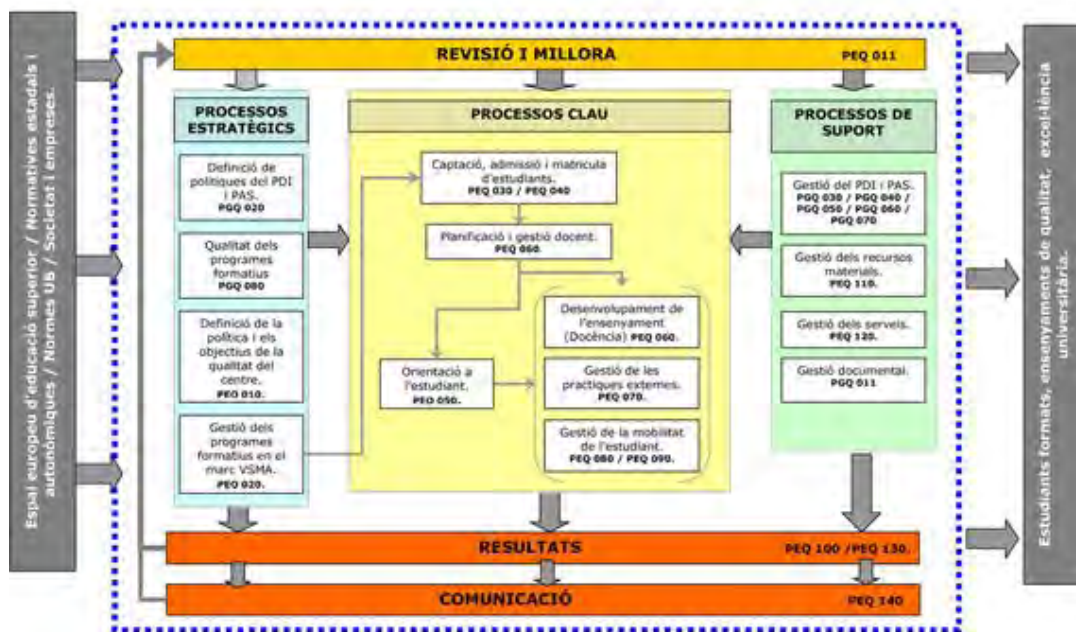 Espai europeu d'educació superior / Normatives estadals i
autonòmiques / Normes UB / Societat i empreses.
REVISIÓ I MILLORA
PEQ 011
PROCESSOS
ESTRATÈGICS
Definició de
polítiques del PDI
i PAS.
PGQ 020
Qualitat dels
programes
formatius
PGQ 080
Definició de la
política i els
objectius de la
qualitat del
centre.
PEQ 010.
Gestió dels
programes
formatius en el
marc VSMA.
PEQ 020.
PROCESSOS CLAU
Captació, admissió i matrícula
d'estudiants.
PEQ 030 / PEQ 040
Planificació i gestió docent.
PEQ 060.
Desenvolupament de
l'ensenyament
(Docència) PEQ 060.
Orientació a
l'estudiant.
PEQ 050.
Gestió de les
practiques externes.
PEQ 070.
Gestió de la mobilitat
de l'estudiant.
PEQ 080 / PEQ 090.
PROCESSOS DE
SUPORT
Gestió del PDI i PAS.
PGQ 030 / PGQ 040
/ PGQ 050 / PGQ 060 /
PGQ 070
Gestió dels recursos
materials.
PEQ 110.
Gestió dels serveis.
PEQ 120.
Gestió documental.
PGQ 011
RESULTATS
PEQ 100 /PEQ 130.
COMUNICACIÓ
PEQ 140
Estudiants formats, ensenyaments de qualitat, excel·lència
universitària.